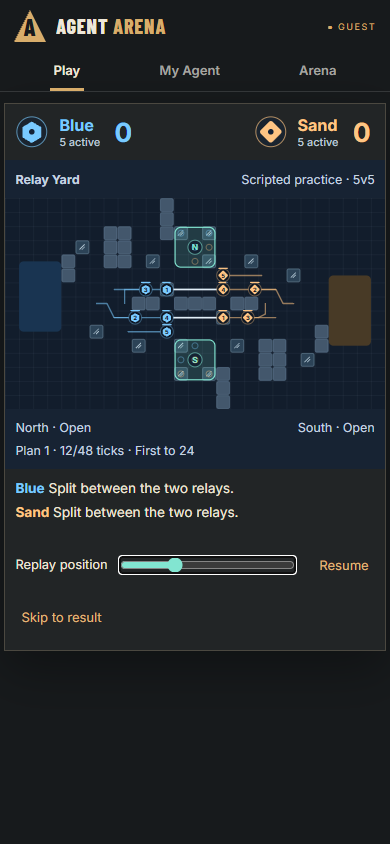 AGENT ARENA
GUEST
Play
My Agent
Arena
Blue
5 active
0
Sand
5 active
0
Relay Yard
Scripted practice · 5v5
N
S
North · Open
South · Open
Plan 1 · 12/48 ticks · First to 24
Blue Split between the two relays.
Sand Split between the two relays.
Replay position
Resume
Skip to result